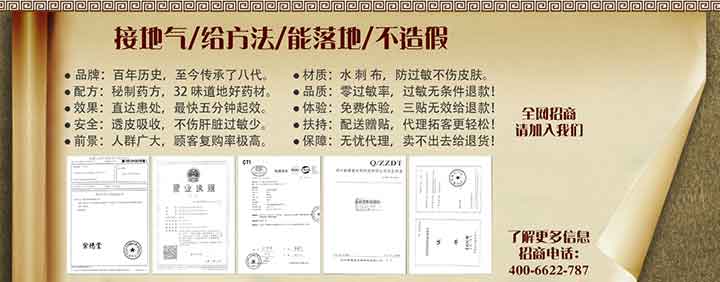 接地气/给方法/能落地/不造假
● 品牌：百年历史，至今传承了八代。
● 配方：秘制药方，32 味道地好药材。
● 效果：直达患处，最快五分钟起效。
● 安全：透皮吸收，不伤肝脏过敏少。
● 前景：人群广大，顾客复购率极高。
● 材质：水刺布，防过敏不伤皮肤。
● 品质：零过敏率，过敏无条件退款！
● 体验：免费体验，三贴无效给退款！
● 扶持：配送赠贴，代理拓客更轻松！
● 保障：无忧代理，卖不出去给退货！
全网招商
请加入我们
营业执照
CTI
Q/ZZDT
了解更多信息
招商电话：
400-6622-787